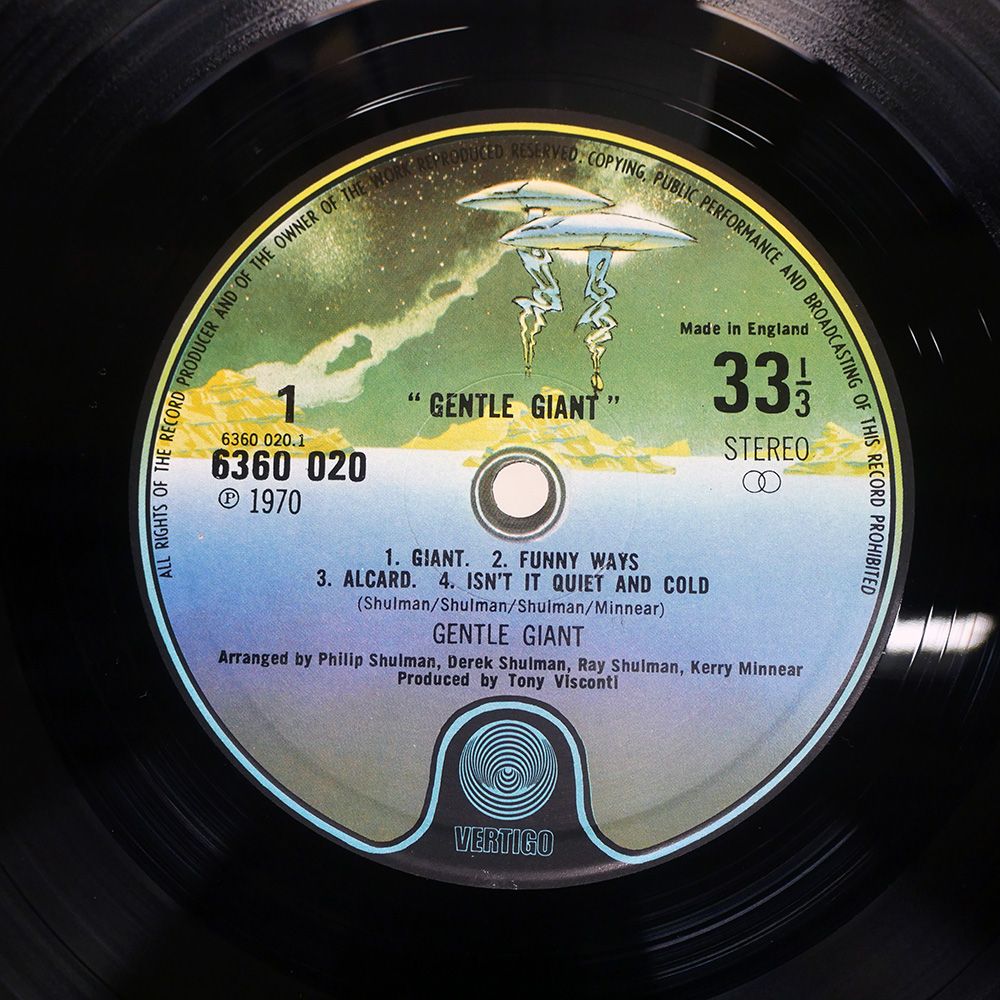 ALL RIGHTS OF THE RECORD PRODUCER AND OF THE OWNER OF THE WORK REPRODUCED RESERVED. COPYING, PUBLIC PERFORMANCE AND BROADCASTING OF THIS RECORD PROHIBITED
Made in England
33 1/3
1
"GENTLE GIANT"
6360 020.1
6360 020
STEREO
℗ 1970
1. GIANT. 2. FUNNY WAYS
3. ALCARD. 4. ISN'T IT QUIET AND COLD
(Shulman/Shulman/Shulman/Minnear)
GENTLE GIANT
Arranged by Philip Shulman, Derek Shulman, Ray Shulman, Kerry Minnear
Produced by Tony Visconti
VERTIGO